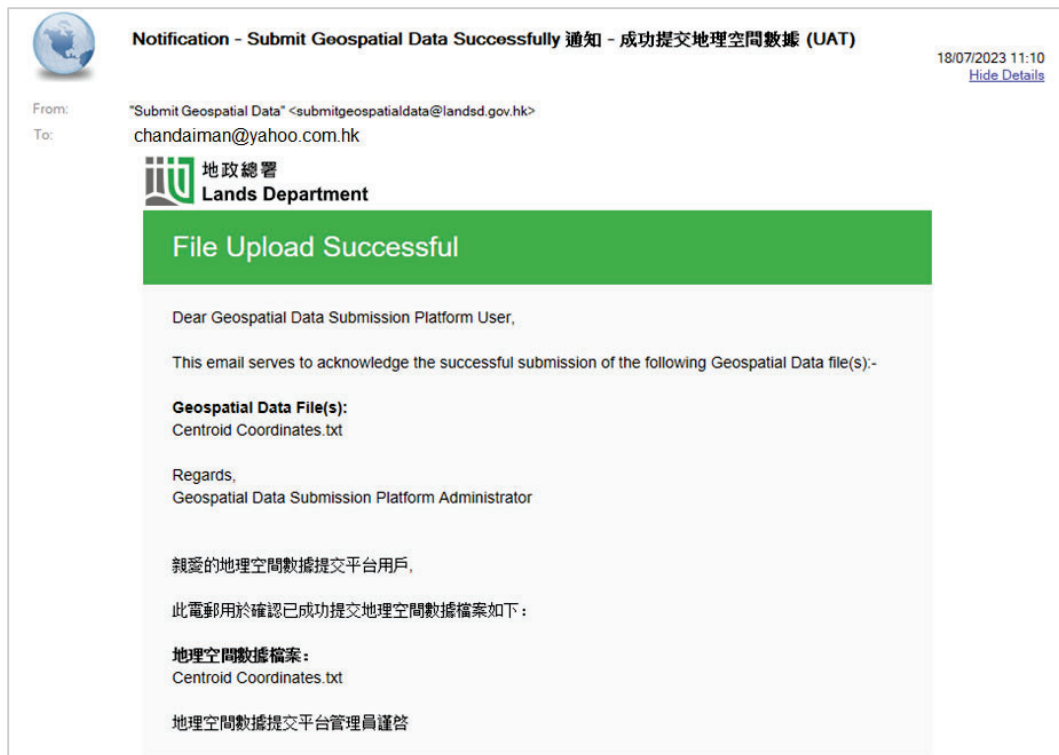 Notification - Submit Geospatial Data Successfully 通知 - 成功提交地理空間數據 (UAT)
18/07/2023 11:10
Hide Details
From: "Submit Geospatial Data" <submitgeospatialdata@landsd.gov.hk>
To: chandaiman@yahoo.com.hk
地政總署
Lands Department
File Upload Successful
Dear Geospatial Data Submission Platform User,
This email serves to acknowledge the successful submission of the following Geospatial Data file(s):-
Geospatial Data File(s):
Centroid Coordinates.txt
Regards,
Geospatial Data Submission Platform Administrator
親愛的地理空間數據提交平台用戶,
此電郵用於確認已成功提交地理空間數據檔案如下：
地理空間數據檔案：
Centroid Coordinates.txt
地理空間數據提交平台管理員謹啓